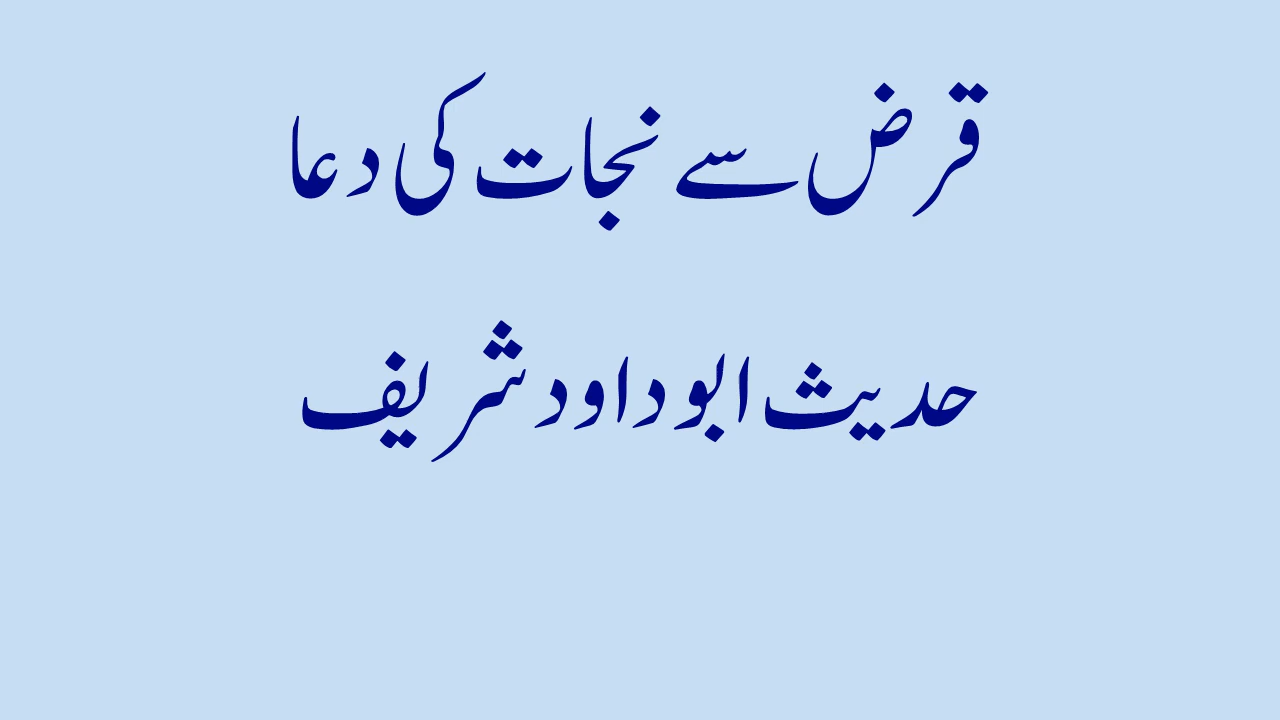 قرض سے نجات کی دعا
حدیث ابوداود شریف